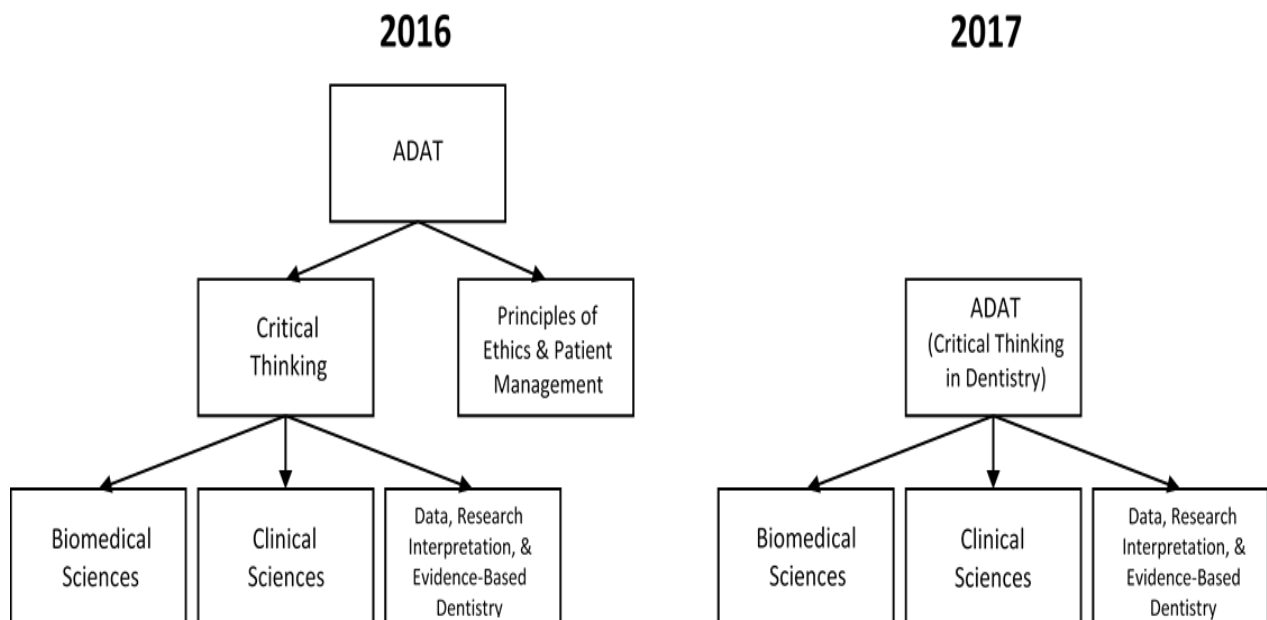 2016
2017
ADAT
Critical
Thinking
Principles of
Ethics & Patient
Management
ADAT
(Critical Thinking
in Dentistry)
Biomedical
Sciences
Clinical
Sciences
Data, Research
Interpretation, &
Evidence-Based
Dentistry
Biomedical
Sciences
Clinical
Sciences
Data, Research
Interpretation, &
Evidence-Based
Dentistry